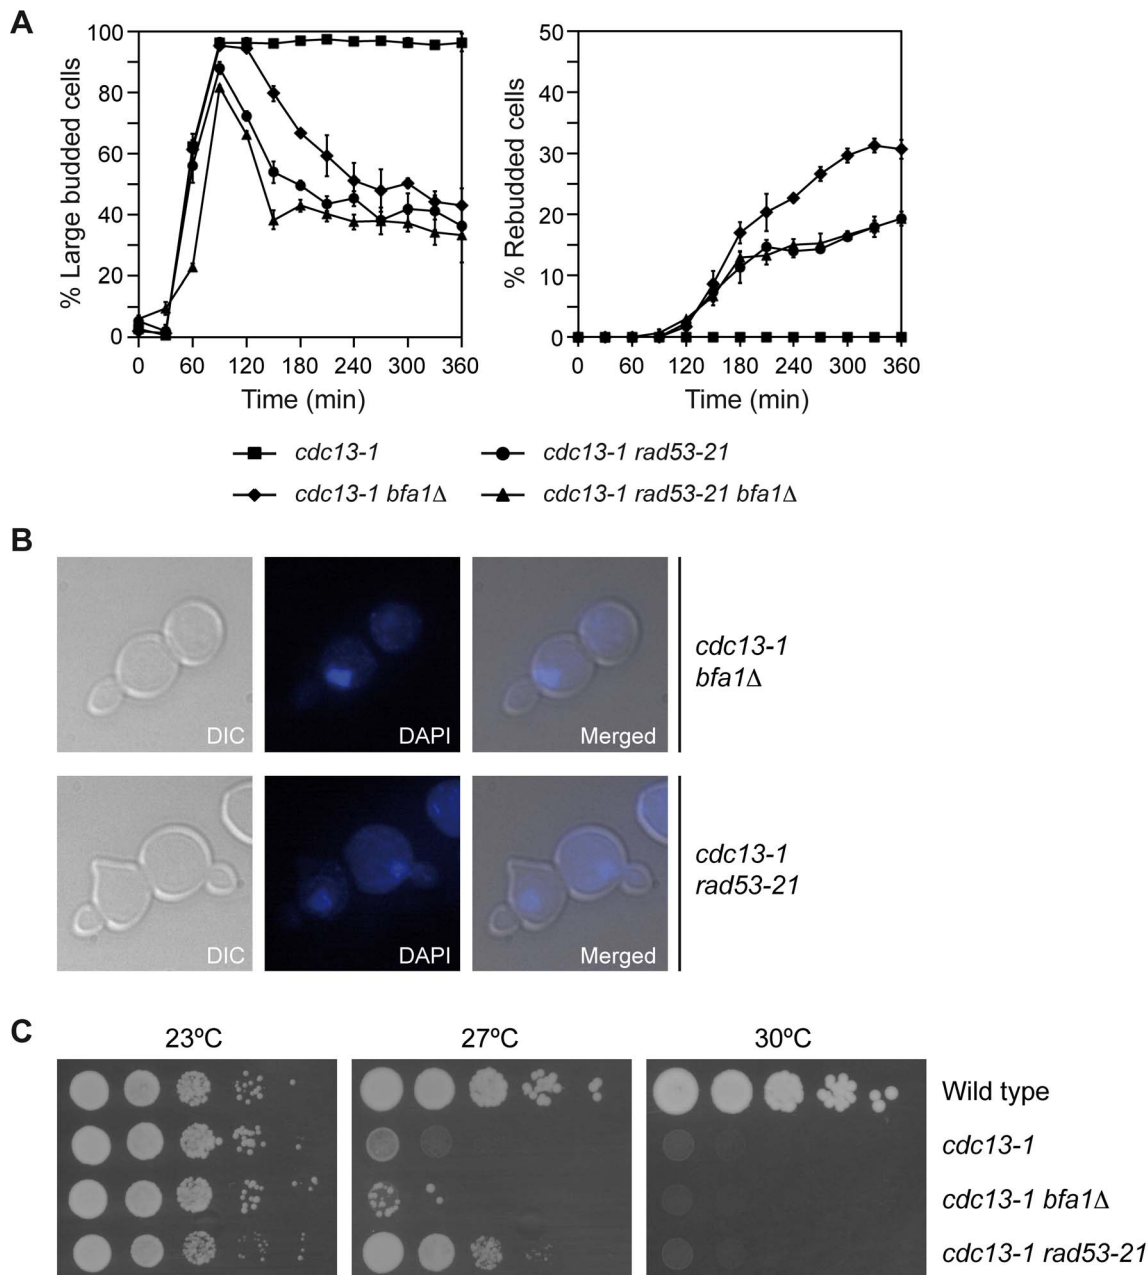 A
100
80
60
40
20
0
% Large budded cells
0 60 120 180 240 300 360
Time (min)
50
40
30
20
10
0
% Rebudded cells
0 60 120 180 240 300 360
Time (min)
cdc13-1
cdc13-1 rad53-21
cdc13-1 bfa1Δ
cdc13-1 rad53-21 bfa1Δ
B
DIC
DAPI
Merged
cdc13-1
bfa1Δ
DIC
DAPI
Merged
cdc13-1
rad53-21
C
23ºC 27ºC 30ºC
Wild type
cdc13-1
cdc13-1 bfa1Δ
cdc13-1 rad53-21